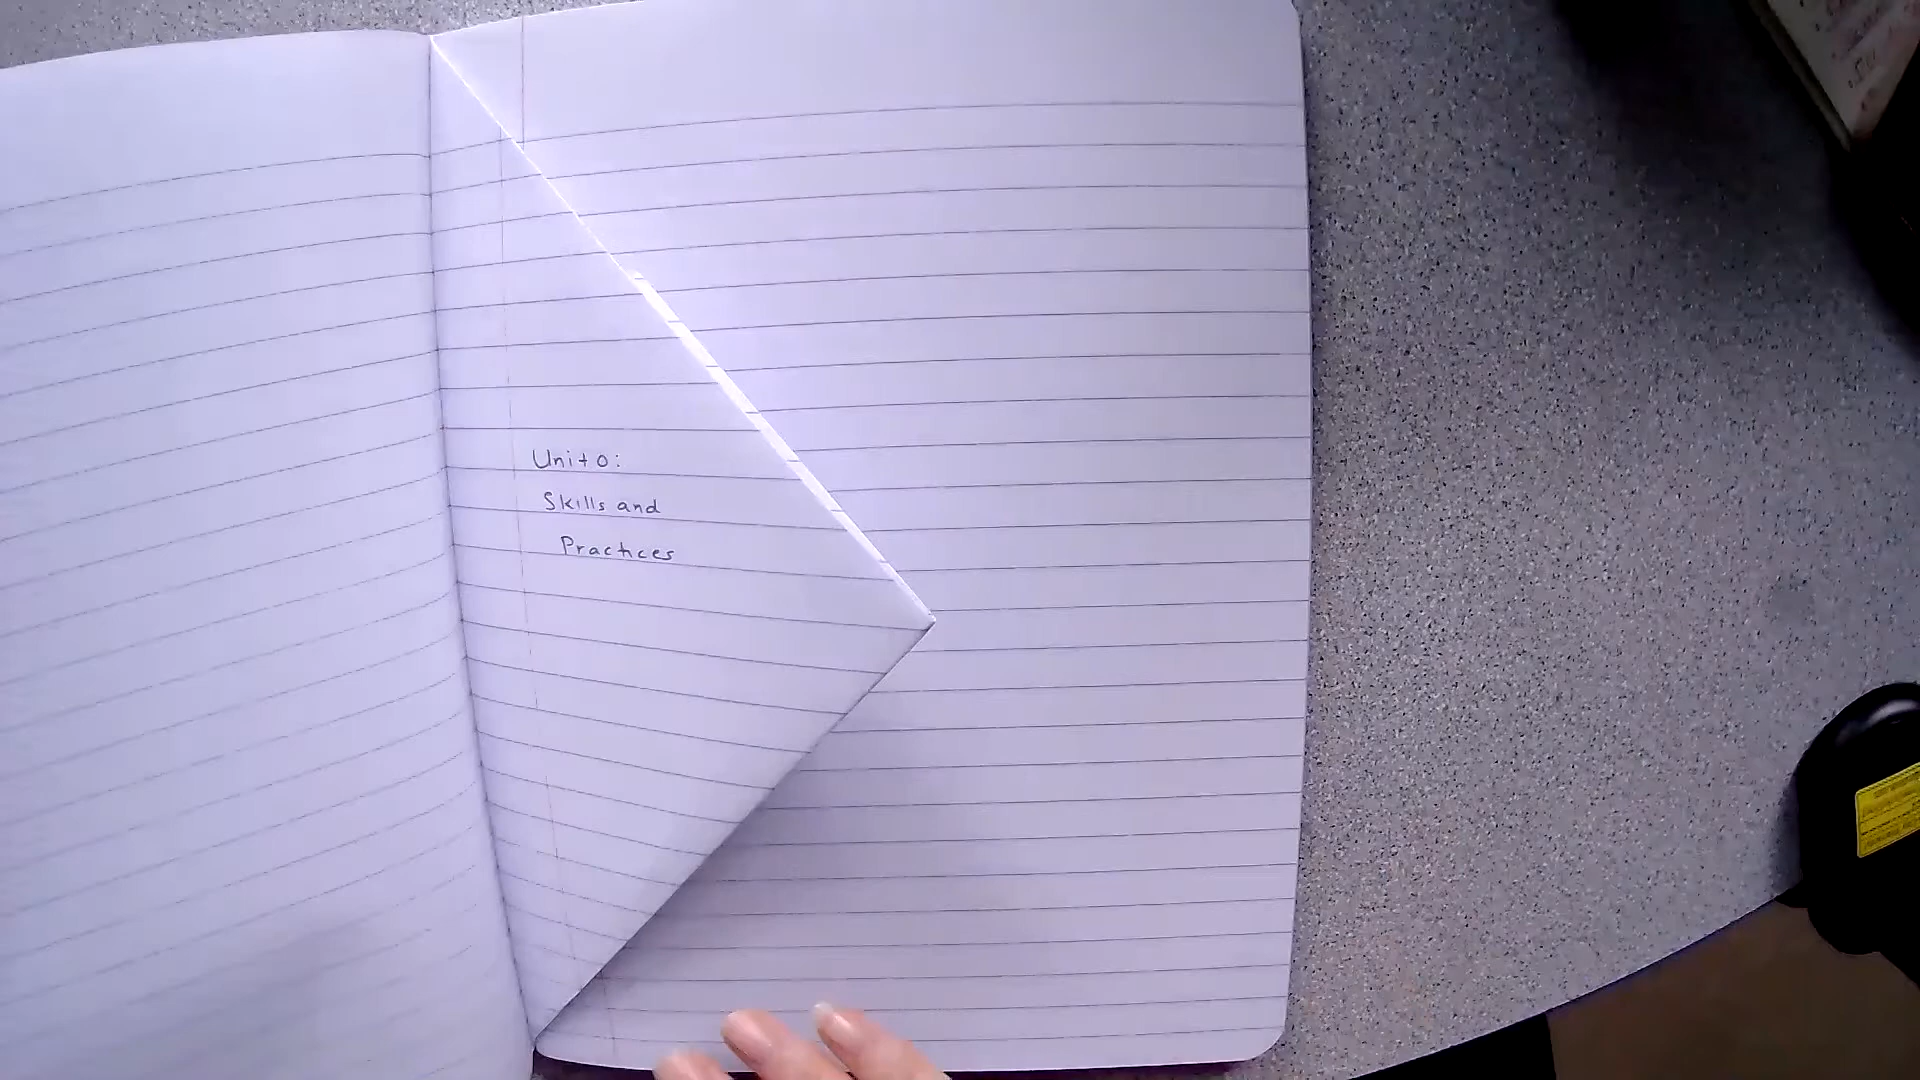 Unit 0:
Skills and
Practices